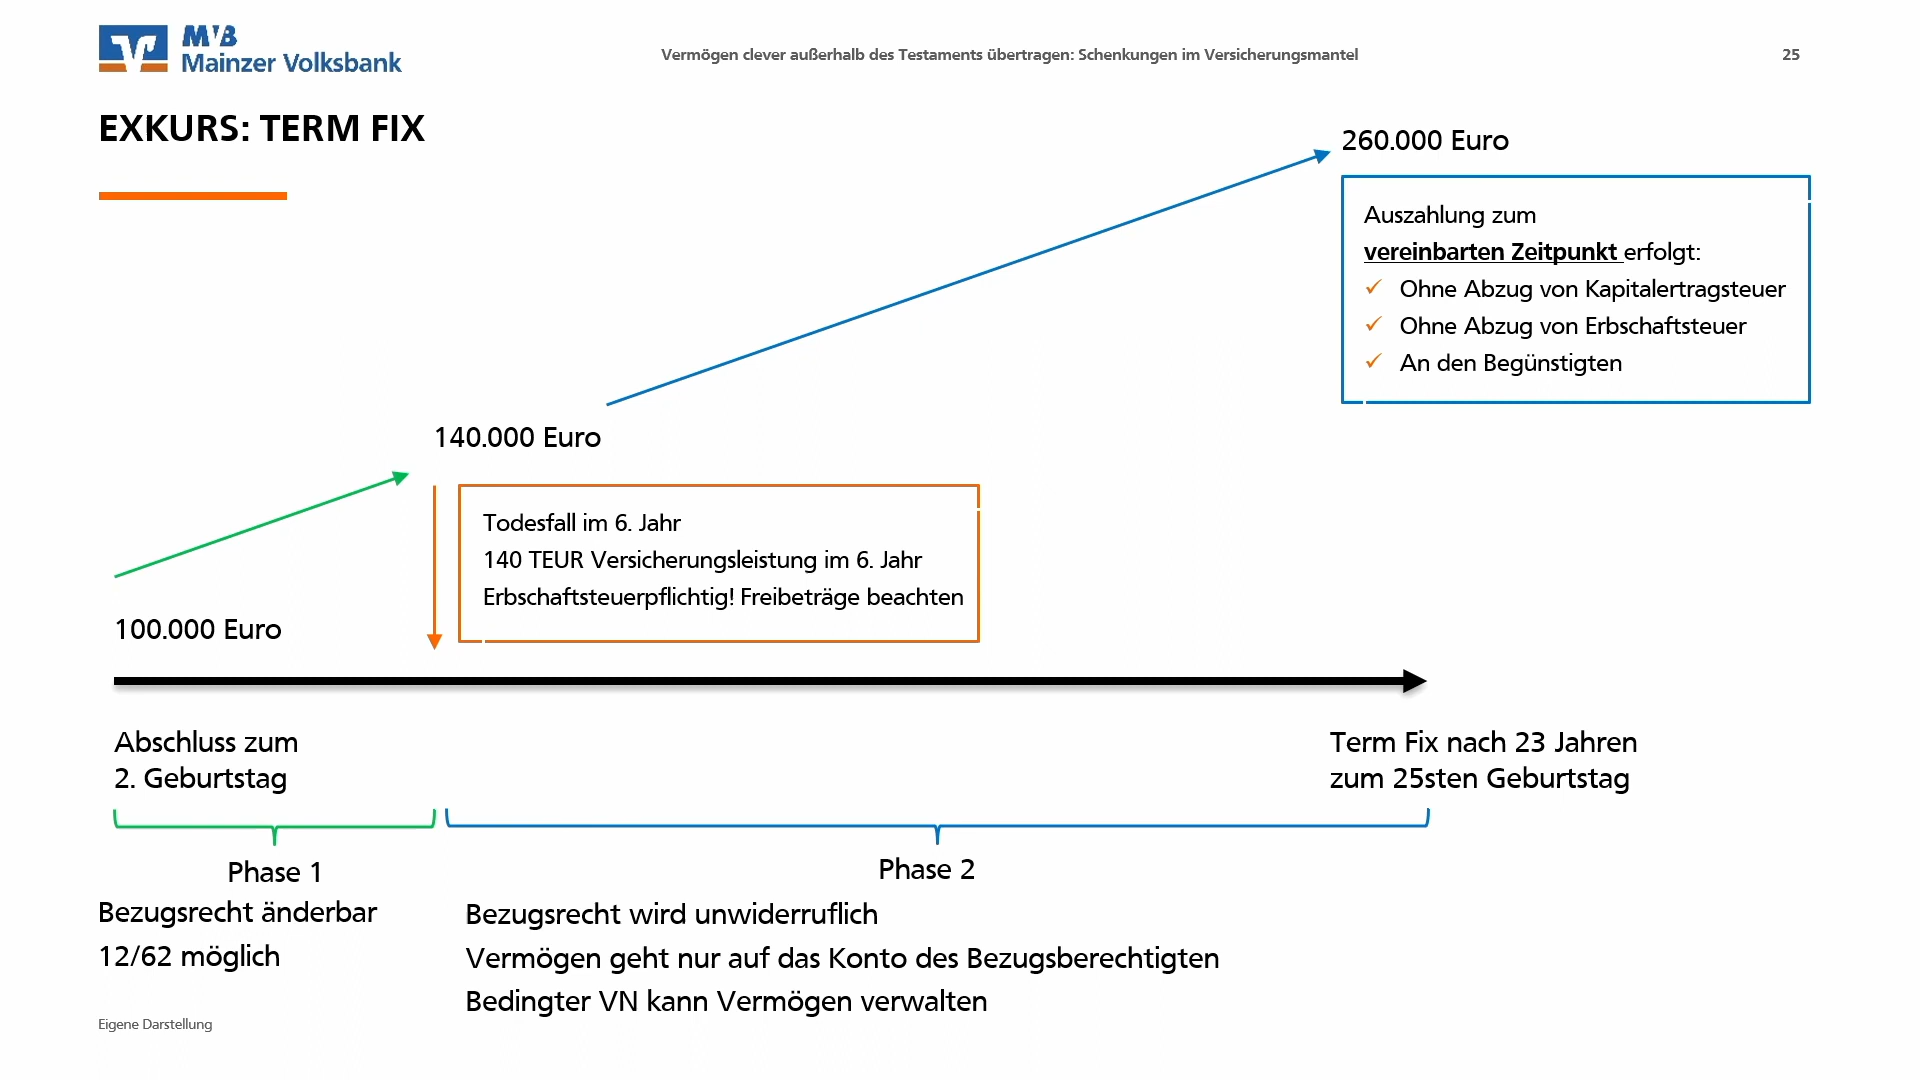 MVB
Mainzer Volksbank
Vermögen clever außerhalb des Testaments übertragen: Schenkungen im Versicherungsmantel
25
EXKURS: TERM FIX
260.000 Euro
Auszahlung zum
vereinbarten Zeitpunkt erfolgt:
✓ Ohne Abzug von Kapitalertragsteuer
✓ Ohne Abzug von Erbschaftsteuer
✓ An den Begünstigten
140.000 Euro
Todesfall im 6. Jahr
140 TEUR Versicherungsleistung im 6. Jahr
Erbschaftsteuerpflichtig! Freibeträge beachten
100.000 Euro
Abschluss zum
2. Geburtstag
Term Fix nach 23 Jahren
zum 25sten Geburtstag
Phase 1
Bezugsrecht änderbar
12/62 möglich
Phase 2
Bezugsrecht wird unwiderruflich
Vermögen geht nur auf das Konto des Bezugsberechtigten
Bedingter VN kann Vermögen verwalten
Eigene Darstellung